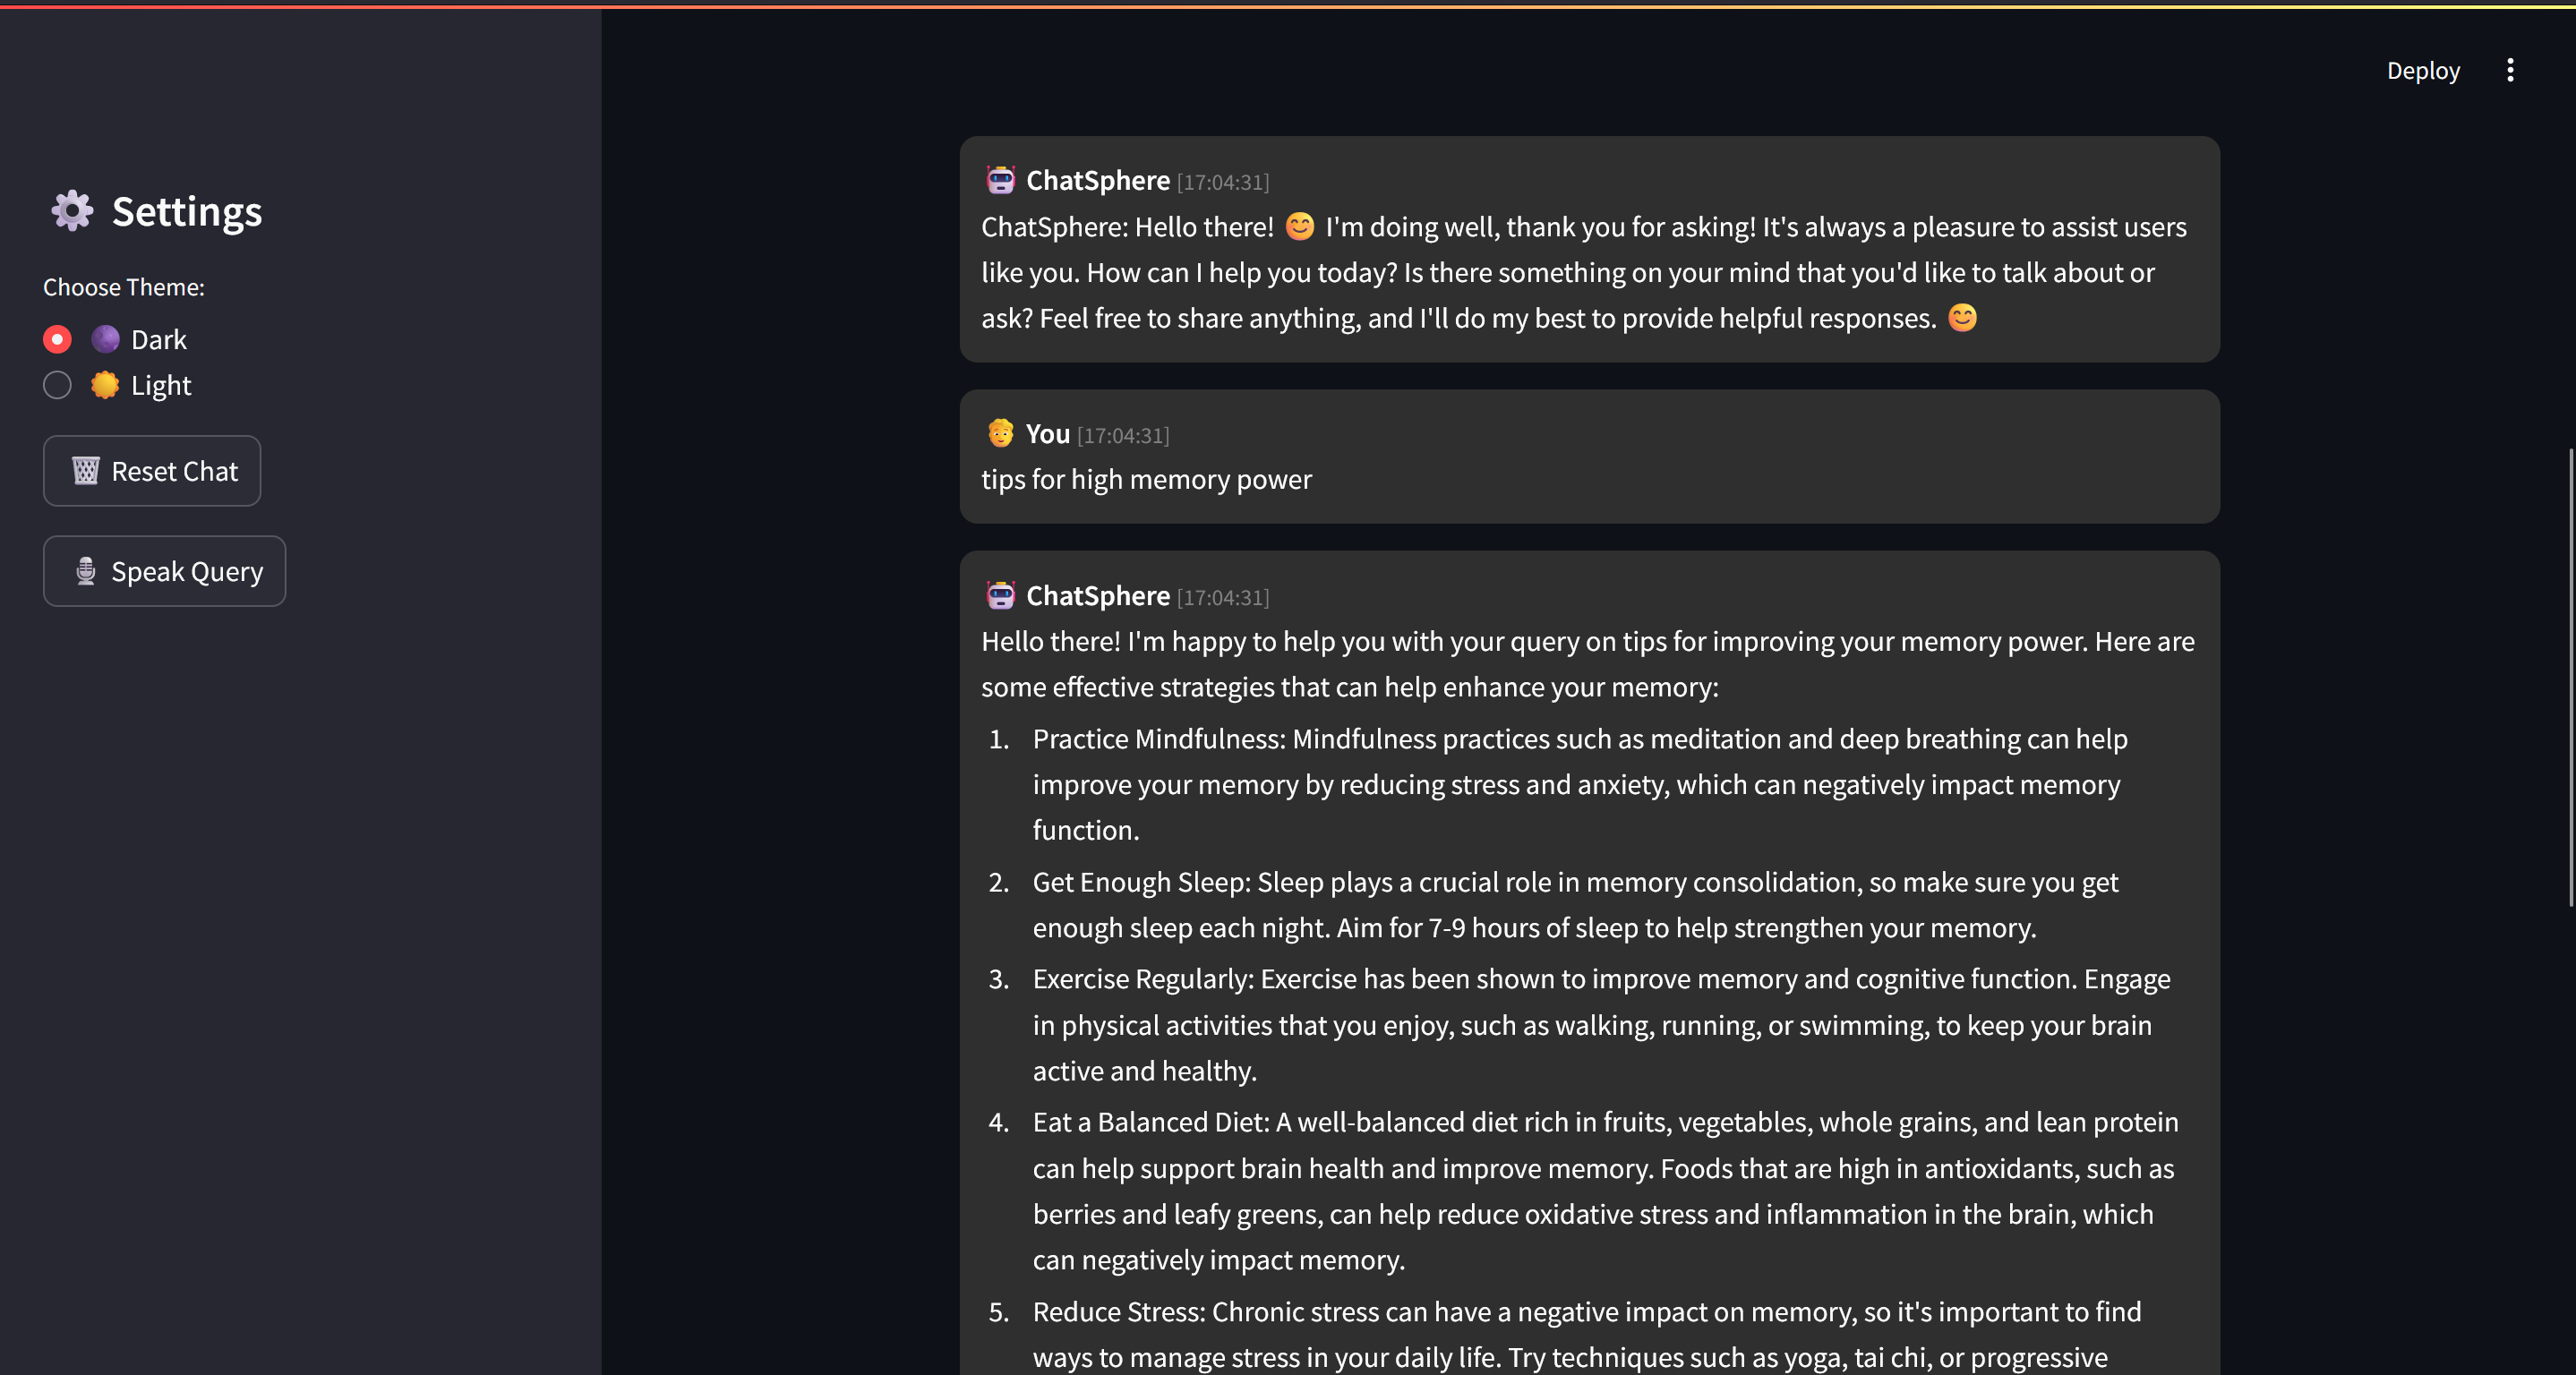 Deploy
Settings
Choose Theme:
Dark
Light
Reset Chat
Speak Query
ChatSphere [17:04:31]
ChatSphere: Hello there! 😊 I'm doing well, thank you for asking! It's always a pleasure to assist users
like you. How can I help you today? Is there something on your mind that you'd like to talk about or
ask? Feel free to share anything, and I'll do my best to provide helpful responses. 😊
You [17:04:31]
tips for high memory power
ChatSphere [17:04:31]
Hello there! I'm happy to help you with your query on tips for improving your memory power. Here are
some effective strategies that can help enhance your memory:
1. Practice Mindfulness: Mindfulness practices such as meditation and deep breathing can help
improve your memory by reducing stress and anxiety, which can negatively impact memory
function.
2. Get Enough Sleep: Sleep plays a crucial role in memory consolidation, so make sure you get
enough sleep each night. Aim for 7-9 hours of sleep to help strengthen your memory.
3. Exercise Regularly: Exercise has been shown to improve memory and cognitive function. Engage
in physical activities that you enjoy, such as walking, running, or swimming, to keep your brain
active and healthy.
4. Eat a Balanced Diet: A well-balanced diet rich in fruits, vegetables, whole grains, and lean protein
can help support brain health and improve memory. Foods that are high in antioxidants, such as
berries and leafy greens, can help reduce oxidative stress and inflammation in the brain, which
can negatively impact memory.
5. Reduce Stress: Chronic stress can have a negative impact on memory, so it's important to find
ways to manage stress in your daily life. Try techniques such as yoga, tai chi, or progressive